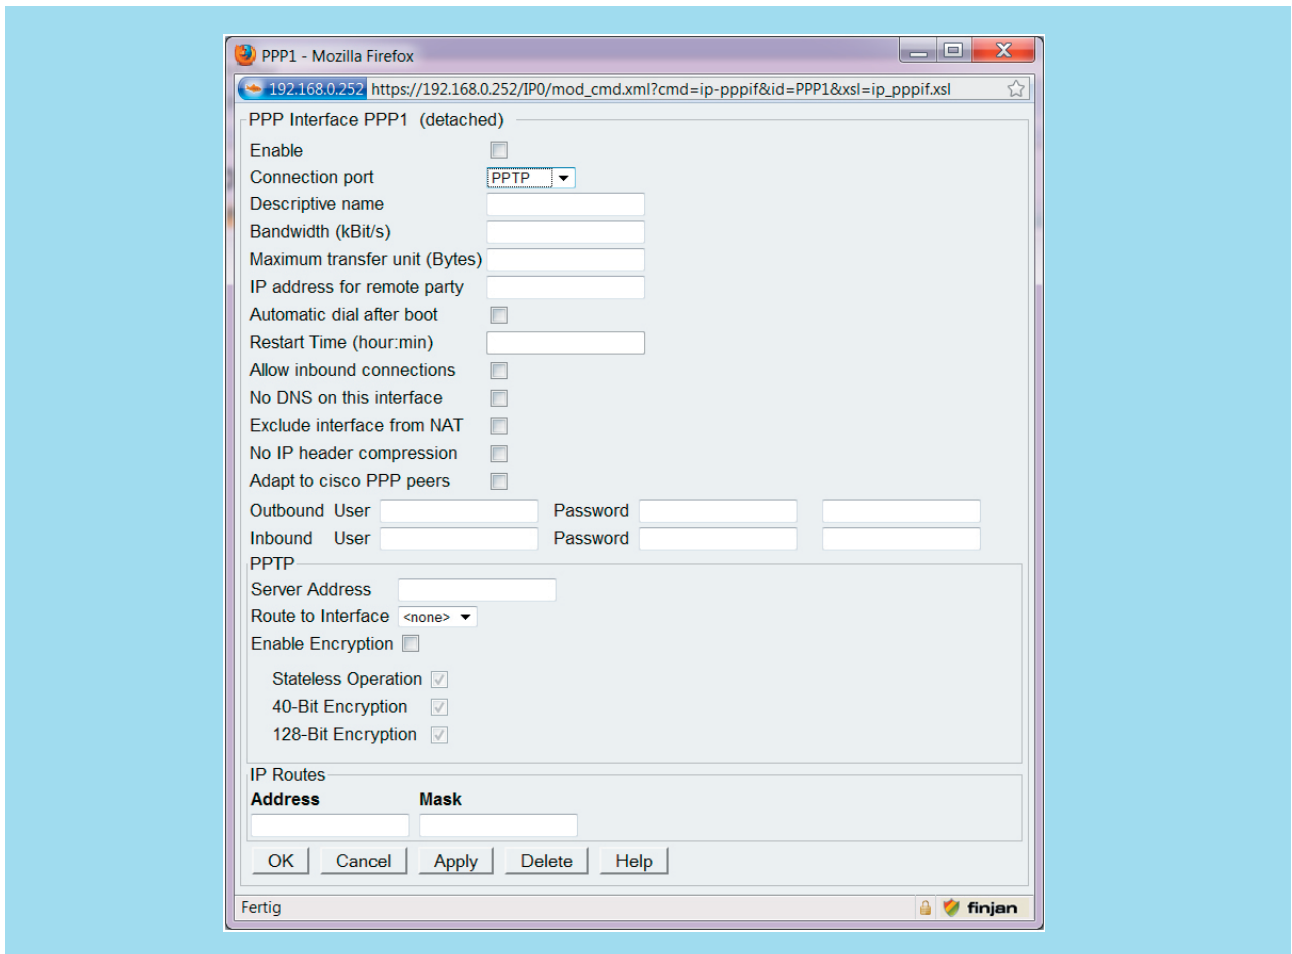 PPP1 - Mozilla Firefox
192.168.0.252 https://192.168.0.252/IP0/mod_cmd.xml?cmd=ip-pppif&id=PPP1&xsl=ip_pppif.xsl
PPP Interface PPP1 (detached)
Enable
Connection port PPTP
Descriptive name
Bandwidth (kBit/s)
Maximum transfer unit (Bytes)
IP address for remote party
Automatic dial after boot
Restart Time (hour:min)
Allow inbound connections
No DNS on this interface
Exclude interface from NAT
No IP header compression
Adapt to cisco PPP peers
Outbound User Password
Inbound User Password
PPTP
Server Address
Route to Interface <none>
Enable Encryption
Stateless Operation
40-Bit Encryption
128-Bit Encryption
IP Routes
Address Mask
OK Cancel Apply Delete Help
Fertig finjan